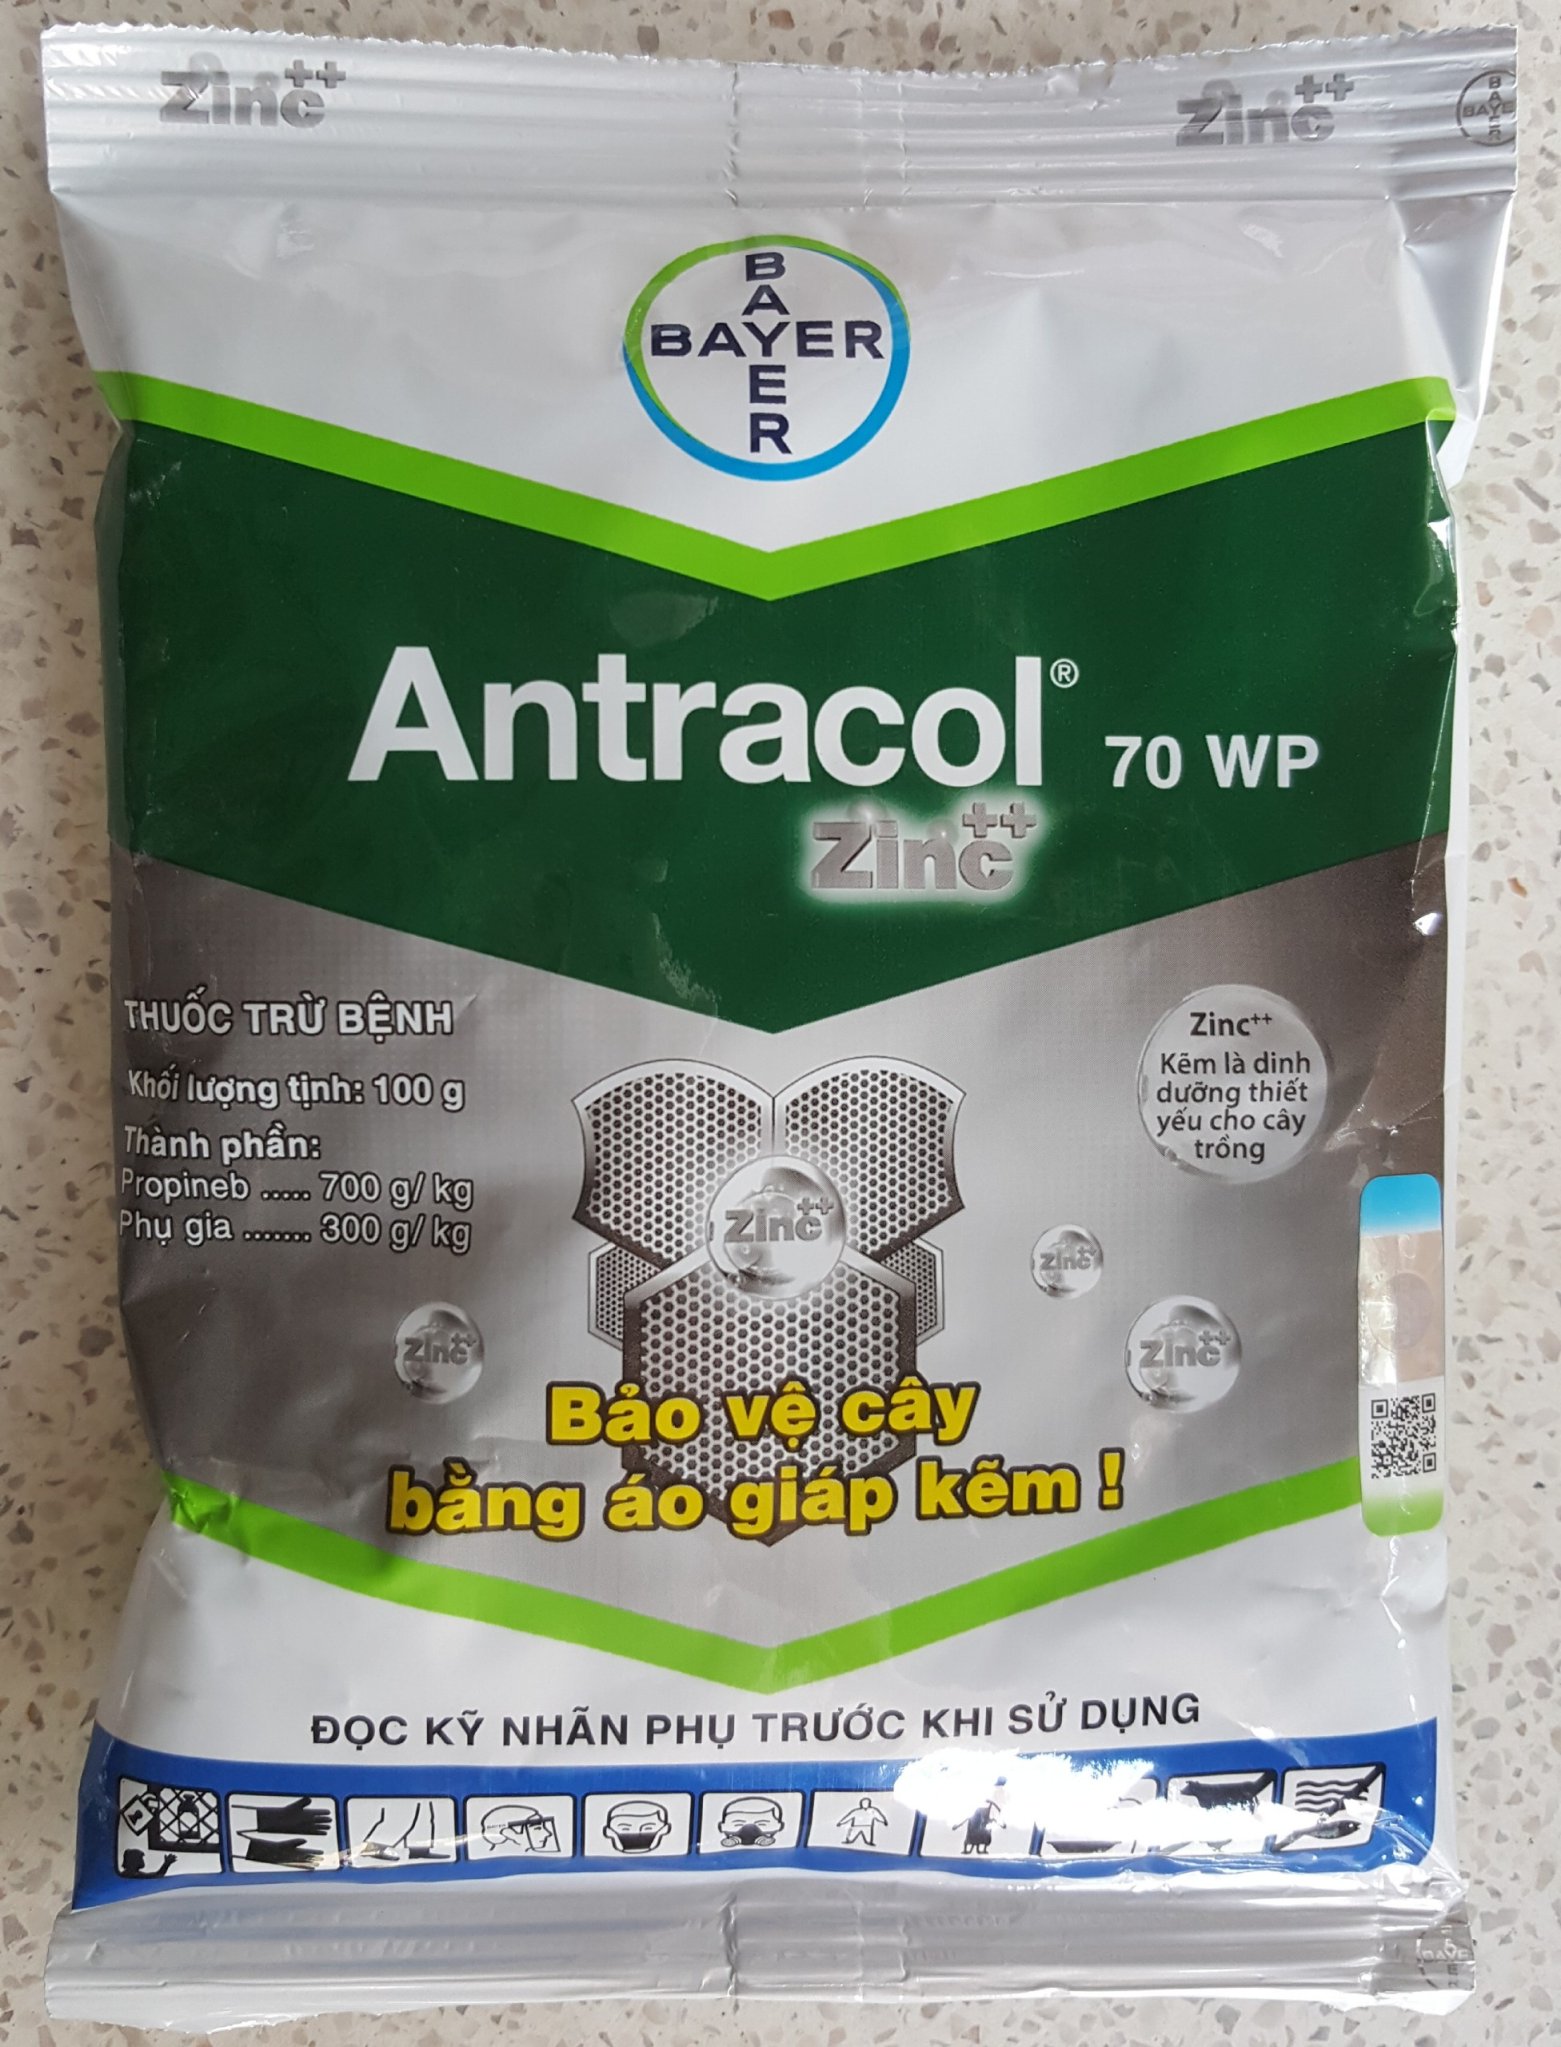 Zinc++
Zinc++
BAYER
BAYER
BAYER
BAYER
Antracol® 70 WP
Zinc++
THUỐC TRỪ BỆNH
Khối lượng tịnh: 100 g
Thành phần:
Propineb ..... 700 g/ kg
Phụ gia ....... 300 g/ kg
Zinc++
Kẽm là dinh
dưỡng thiết
yếu cho cây
trồng
Zinc++
Zinc++
Zinc++
Zinc++
Bảo vệ cây
bằng áo giáp kẽm !
ĐỌC KỸ NHÃN PHỤ TRƯỚC KHI SỬ DỤNG
BAYER